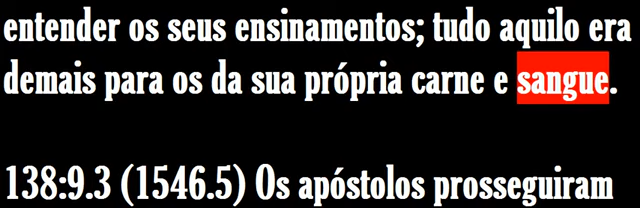 entender os seus ensinamentos; tudo aquilo era
demais para os da sua própria carne e sangue.
138:9.3 (1546.5) Os apóstolos prosseguiram